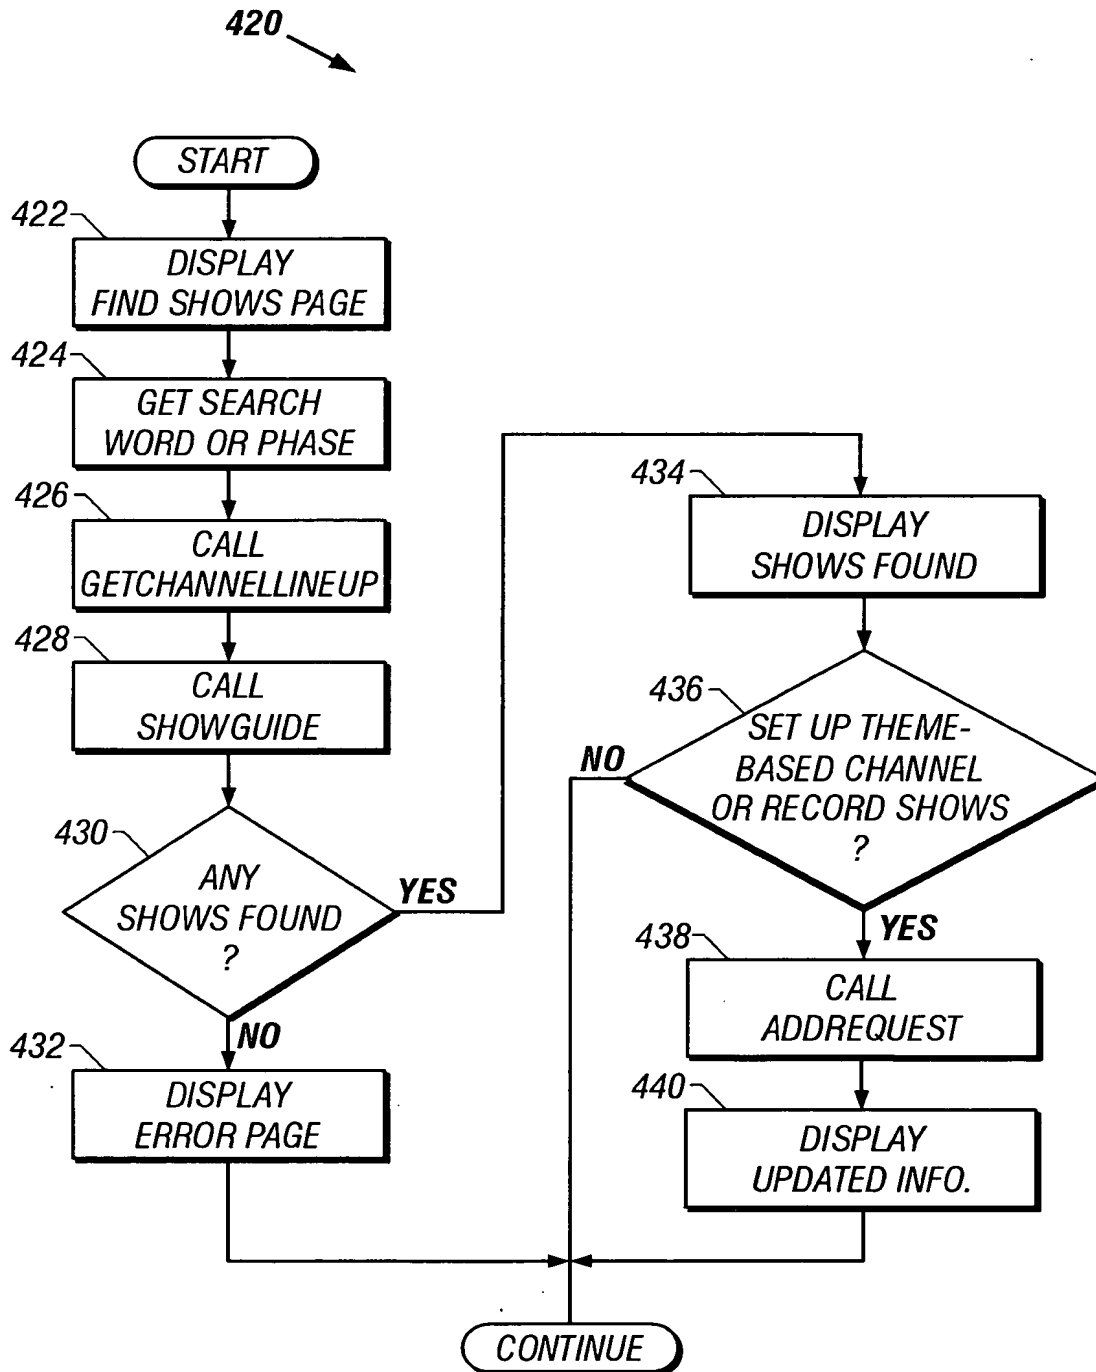 420
START
422
DISPLAY
FIND SHOWS PAGE
424
GET SEARCH
WORD OR PHASE
426
CALL
GETCHANNELLINEUP
428
CALL
SHOWGUIDE
430
ANY
SHOWS FOUND
?
YES
NO
432
DISPLAY
ERROR PAGE
434
DISPLAY
SHOWS FOUND
436
SET UP THEME-
BASED CHANNEL
OR RECORD SHOWS
?
NO
YES
438
CALL
ADDREQUEST
440
DISPLAY
UPDATED INFO.
CONTINUE